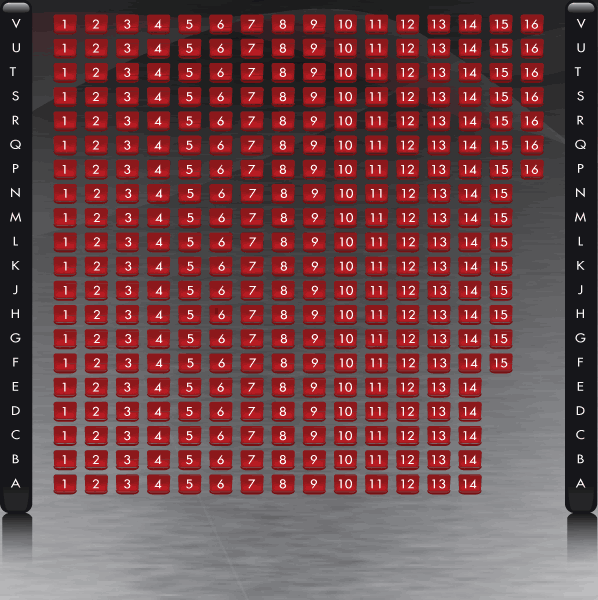 V 1 2 3 4 5 6 7 8 9 10 11 12 13 14 15 16 V
U 1 2 3 4 5 6 7 8 9 10 11 12 13 14 15 16 U
T 1 2 3 4 5 6 7 8 9 10 11 12 13 14 15 16 T
S 1 2 3 4 5 6 7 8 9 10 11 12 13 14 15 16 S
R 1 2 3 4 5 6 7 8 9 10 11 12 13 14 15 16 R
Q 1 2 3 4 5 6 7 8 9 10 11 12 13 14 15 16 Q
P 1 2 3 4 5 6 7 8 9 10 11 12 13 14 15 16 P
N 1 2 3 4 5 6 7 8 9 10 11 12 13 14 15 N
M 1 2 3 4 5 6 7 8 9 10 11 12 13 14 15 M
L 1 2 3 4 5 6 7 8 9 10 11 12 13 14 15 L
K 1 2 3 4 5 6 7 8 9 10 11 12 13 14 15 K
J 1 2 3 4 5 6 7 8 9 10 11 12 13 14 15 J
H 1 2 3 4 5 6 7 8 9 10 11 12 13 14 15 H
G 1 2 3 4 5 6 7 8 9 10 11 12 13 14 15 G
F 1 2 3 4 5 6 7 8 9 10 11 12 13 14 15 F
E 1 2 3 4 5 6 7 8 9 10 11 12 13 14 E
D 1 2 3 4 5 6 7 8 9 10 11 12 13 14 D
C 1 2 3 4 5 6 7 8 9 10 11 12 13 14 C
B 1 2 3 4 5 6 7 8 9 10 11 12 13 14 B
A 1 2 3 4 5 6 7 8 9 10 11 12 13 14 A